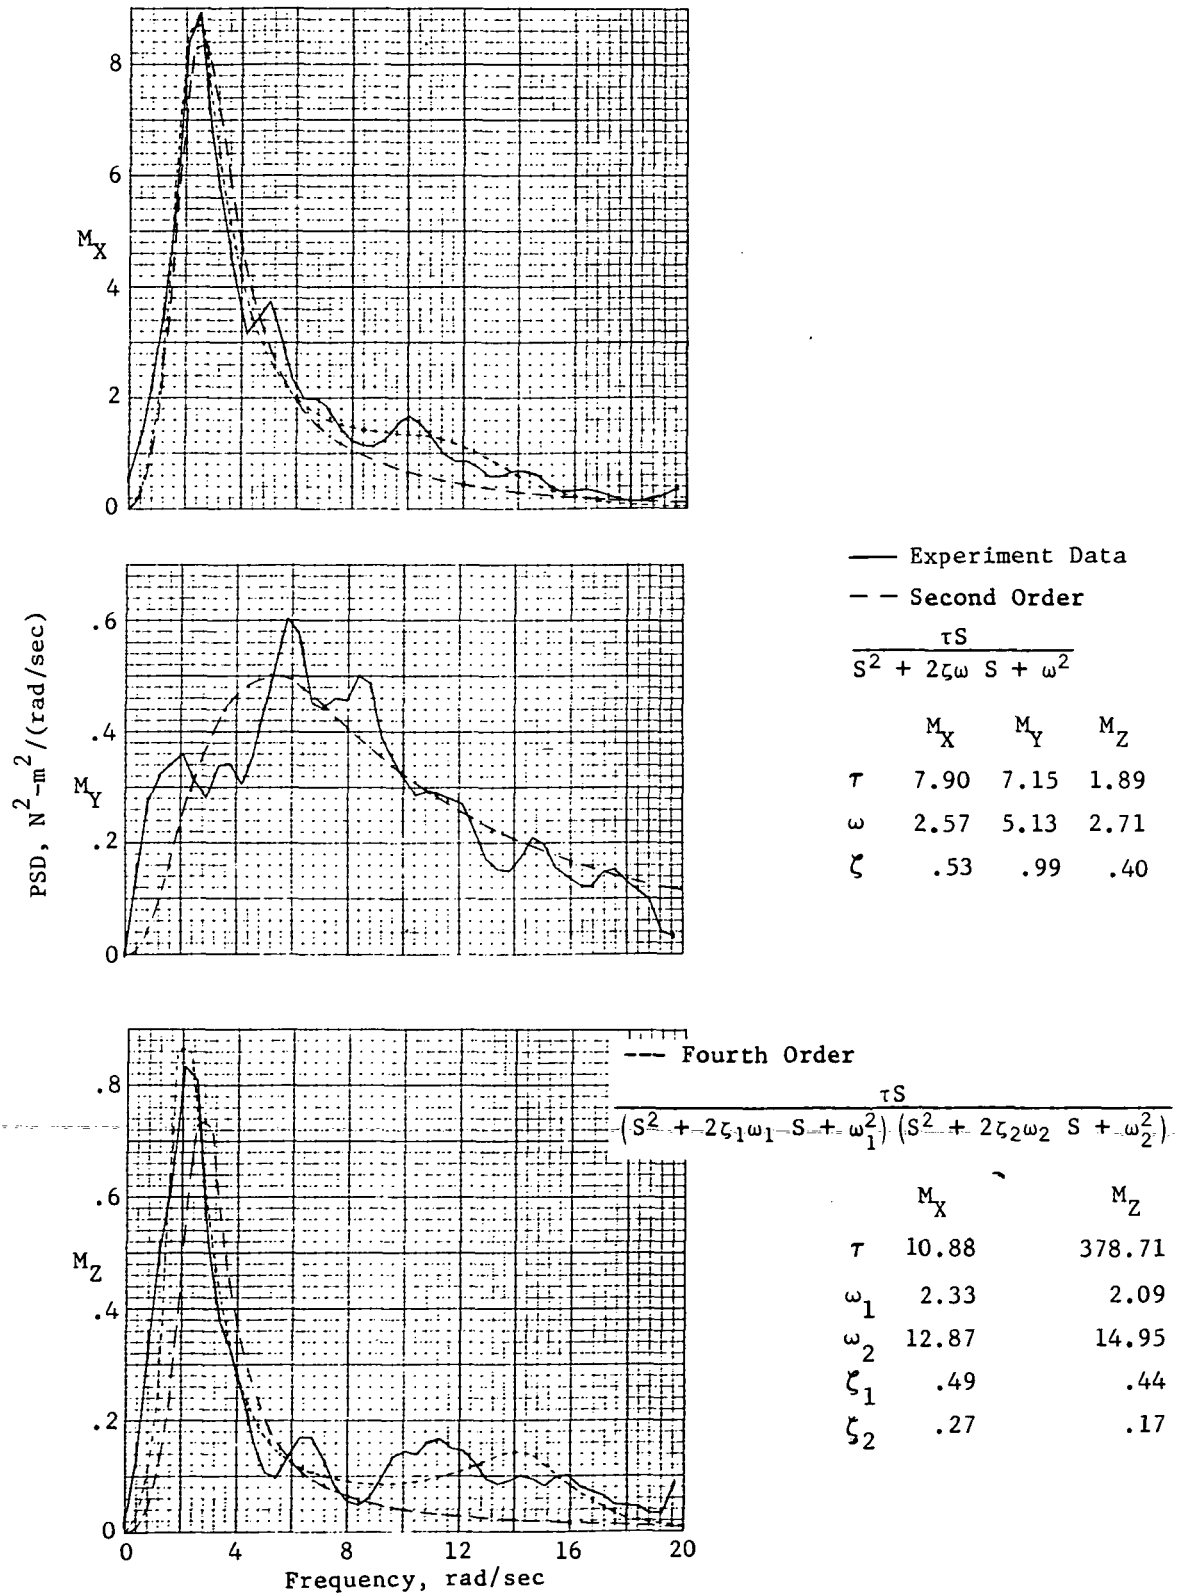 8
6
M_X
4
2
0
PSD, N²-m²/(rad/sec)
.6
.4
M_Y
.2
0
—— Experiment Data
– – Second Order
τS
S² + 2ζω S + ω²
M_X M_Y M_Z
τ 7.90 7.15 1.89
ω 2.57 5.13 2.71
ζ .53 .99 .40
.8
.6
M_Z
.4
.2
0
0 4 8 12 16 20
Frequency, rad/sec
--- Fourth Order
τS
(S² + 2ζ₁ω₁ S + ω₁²) (S² + 2ζ₂ω₂ S + ω₂²)
M_X M_Z
τ 10.88 378.71
ω₁ 2.33 2.09
ω₂ 12.87 14.95
ζ₁ .49 .44
ζ₂ .27 .17